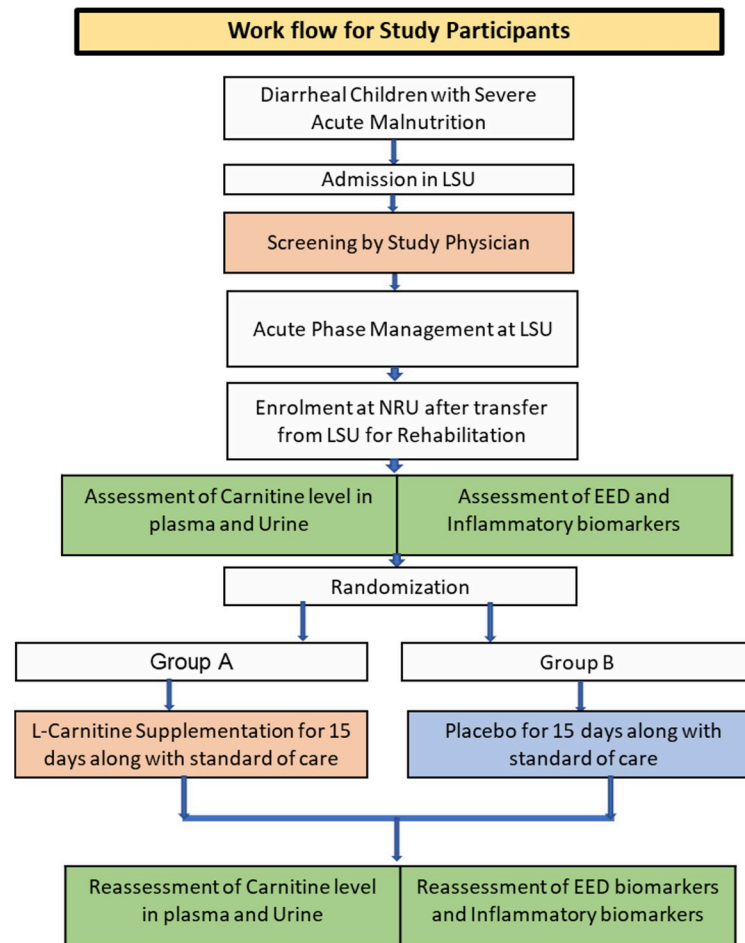 Work flow for Study Participants
Diarrheal Children with Severe
Acute Malnutrition
Admission in LSU
Screening by Study Physician
Acute Phase Management at LSU
Enrolment at NRU after transfer
from LSU for Rehabilitation
Assessment of Carnitine level in
plasma and Urine
Assessment of EED and
Inflammatory biomarkers
Randomization
Group A
Group B
L-Carnitine Supplementation for 15
days along with standard of care
Placebo for 15 days along with
standard of care
Reassessment of Carnitine level
in plasma and Urine
Reassessment of EED biomarkers
and Inflammatory biomarkers